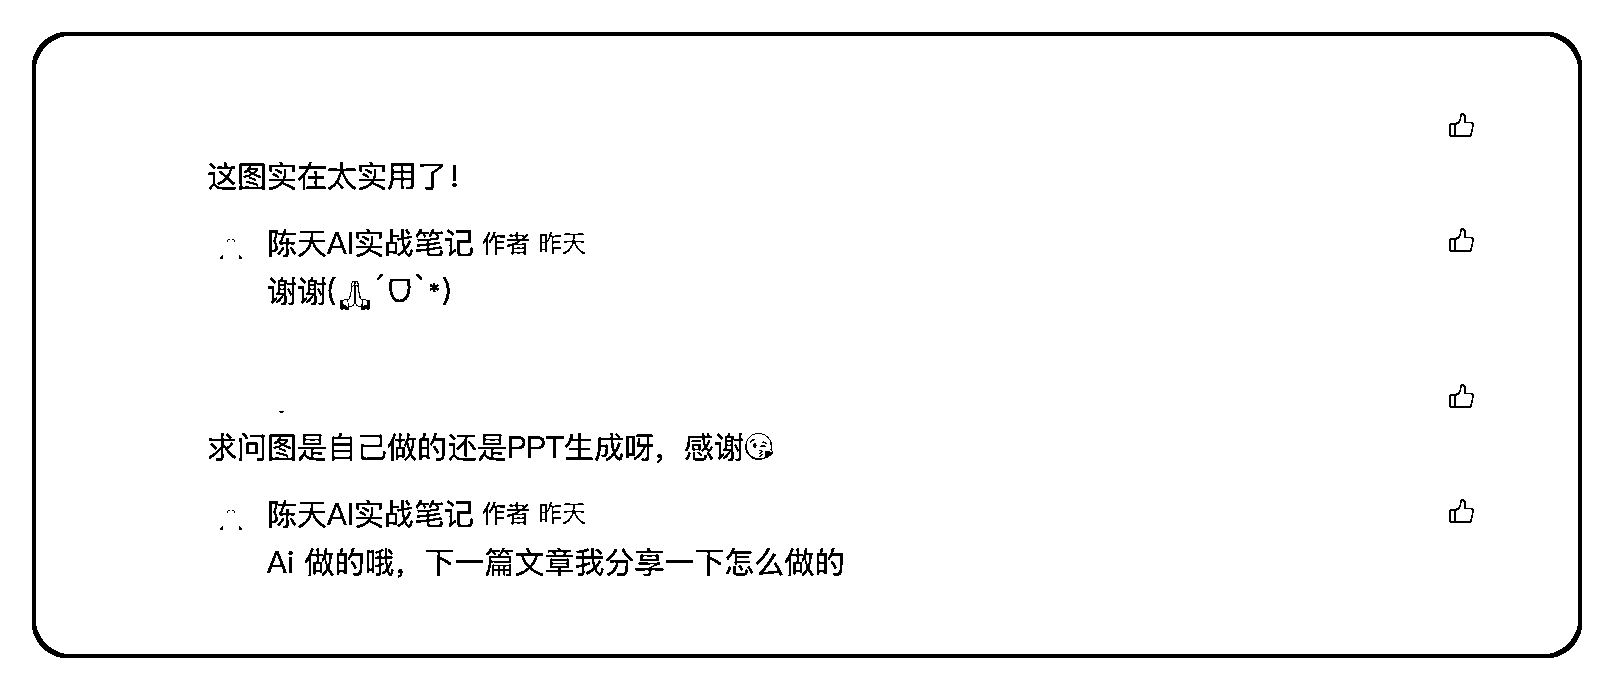 这图实在太实用了！
陈天AI实战笔记 作者 昨天
谢谢(🙏´ᗜ`*)
求问图是自己做的还是PPT生成呀，感谢😘
陈天AI实战笔记 作者 昨天
Ai 做的哦，下一篇文章我分享一下怎么做的